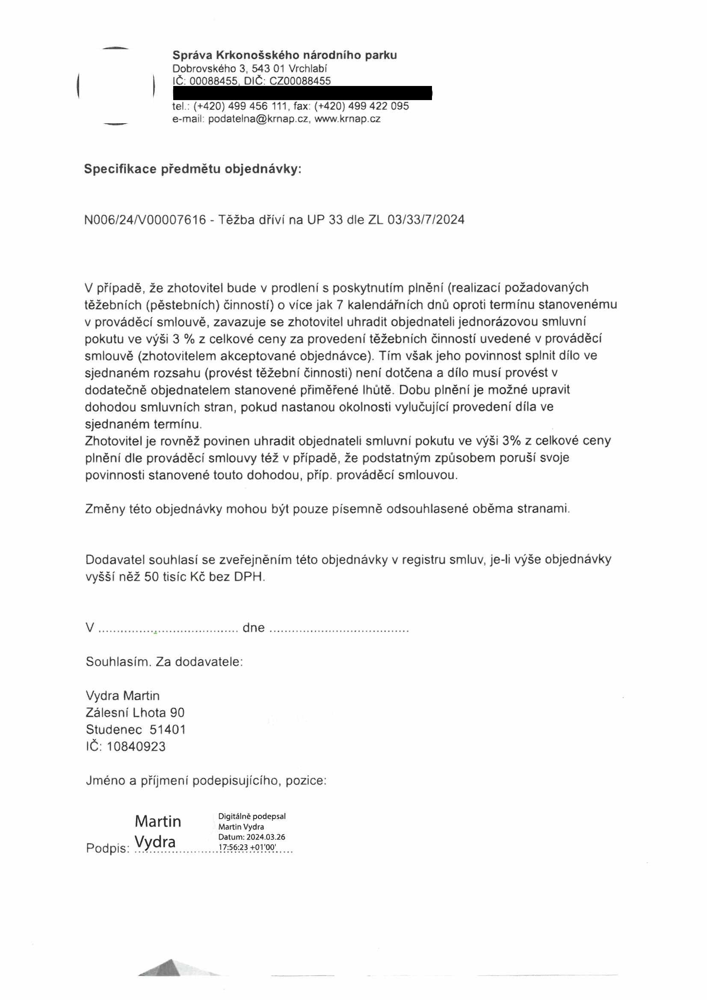 Správa Krkonošského národního parku
Dobrovského 3, 543 01 Vrchlabí
IČ: 00088455, DIČ: CZ00088455
tel.: (+420) 499 456 111, fax: (+420) 499 422 095
e-mail: podatelna@krnap.cz, www.krnap.cz
Specifikace předmětu objednávky:
N006/24/V00007616 - Těžba dříví na UP 33 dle ZL 03/33/7/2024
V případě, že zhotovitel bude v prodlení s poskytnutím plnění (realizací požadovaných
těžebních (pěstebních) činností) o více jak 7 kalendářních dnů oproti termínu stanovenému
v prováděcí smlouvě, zavazuje se zhotovitel uhradit objednateli jednorázovou smluvní
pokutu ve výši 3 % z celkové ceny za provedení těžebních činností uvedené v prováděcí
smlouvě (zhotovitelem akceptované objednávce). Tím však jeho povinnost splnit dílo ve
sjednaném rozsahu (provést těžební činnosti) není dotčena a dílo musí provést v
dodatečně objednatelem stanovené přiměřené lhůtě. Dobu plnění je možné upravit
dohodou smluvních stran, pokud nastanou okolnosti vylučující provedení díla ve
sjednaném termínu.
Zhotovitel je rovněž povinen uhradit objednateli smluvní pokutu ve výši 3% z celkové ceny
plnění dle prováděcí smlouvy též v případě, že podstatným způsobem poruší svoje
povinnosti stanovené touto dohodou, příp. prováděcí smlouvou.
Změny této objednávky mohou být pouze písemně odsouhlasené oběma stranami.
Dodavatel souhlasí se zveřejněním této objednávky v registru smluv, je-li výše objednávky
vyšší něž 50 tisíc Kč bez DPH.
V ..................................... dne .....................................
Souhlasím. Za dodavatele:
Vydra Martin
Zálesní Lhota 90
Studenec 51401
IČ: 10840923
Jméno a příjmení podepisujícího, pozice:
Podpis: Martin Vydra
Digitálně podepsal
Martin Vydra
Datum: 2024.03.26
17:56:23 +01'00'